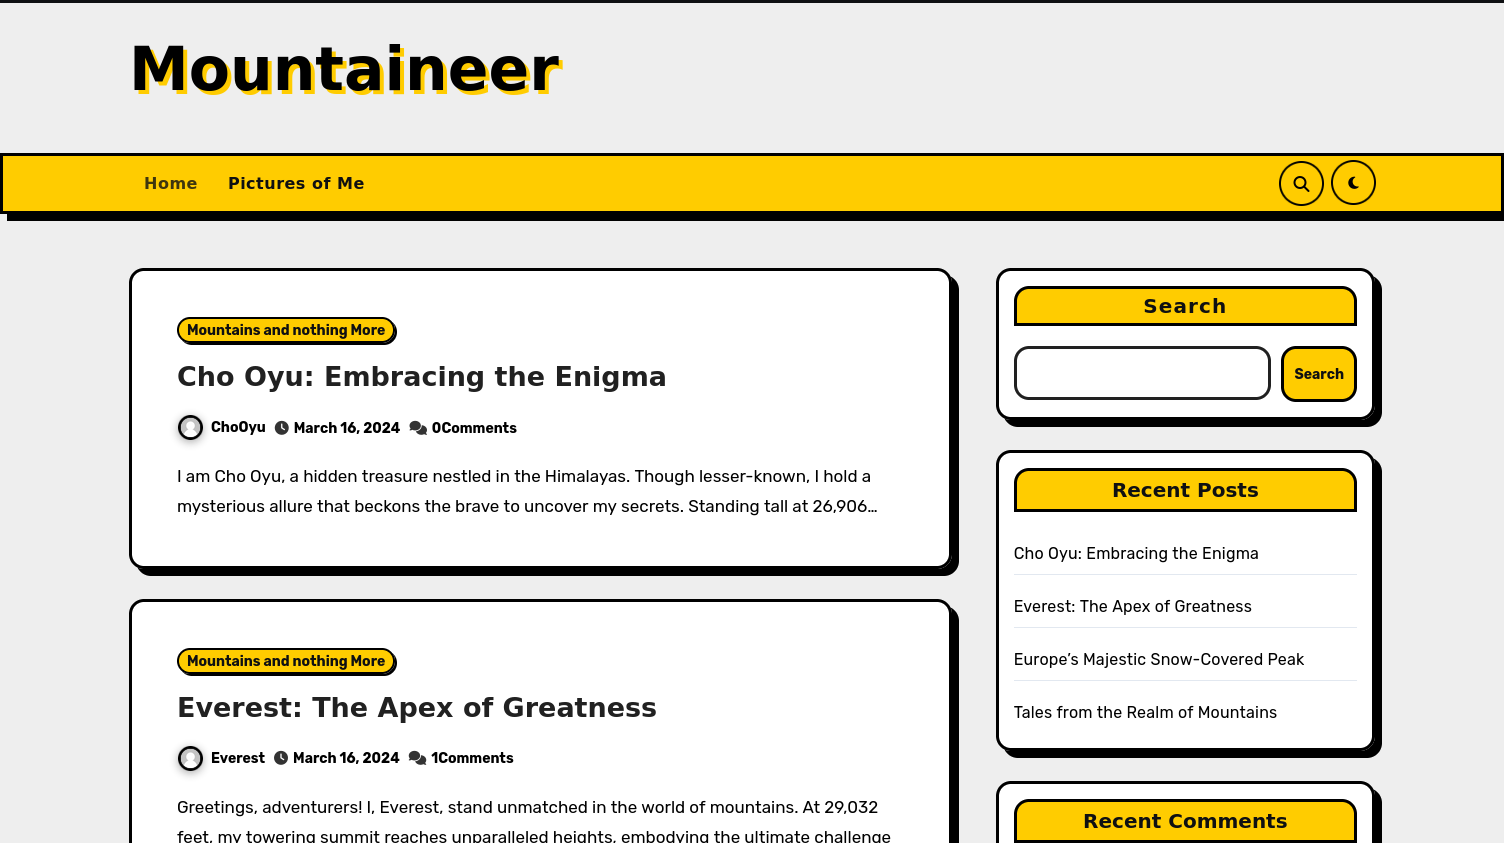 Mountaineer
Home
Pictures of Me
Mountains and nothing More
Cho Oyu: Embracing the Enigma
ChoOyu March 16, 2024 0Comments
I am Cho Oyu, a hidden treasure nestled in the Himalayas. Though lesser-known, I hold a
mysterious allure that beckons the brave to uncover my secrets. Standing tall at 26,906…
Mountains and nothing More
Everest: The Apex of Greatness
Everest March 16, 2024 1Comments
Greetings, adventurers! I, Everest, stand unmatched in the world of mountains. At 29,032
feet, my towering summit reaches unparalleled heights, embodying the ultimate challenge
Search
Search
Recent Posts
Cho Oyu: Embracing the Enigma
Everest: The Apex of Greatness
Europe’s Majestic Snow-Covered Peak
Tales from the Realm of Mountains
Recent Comments